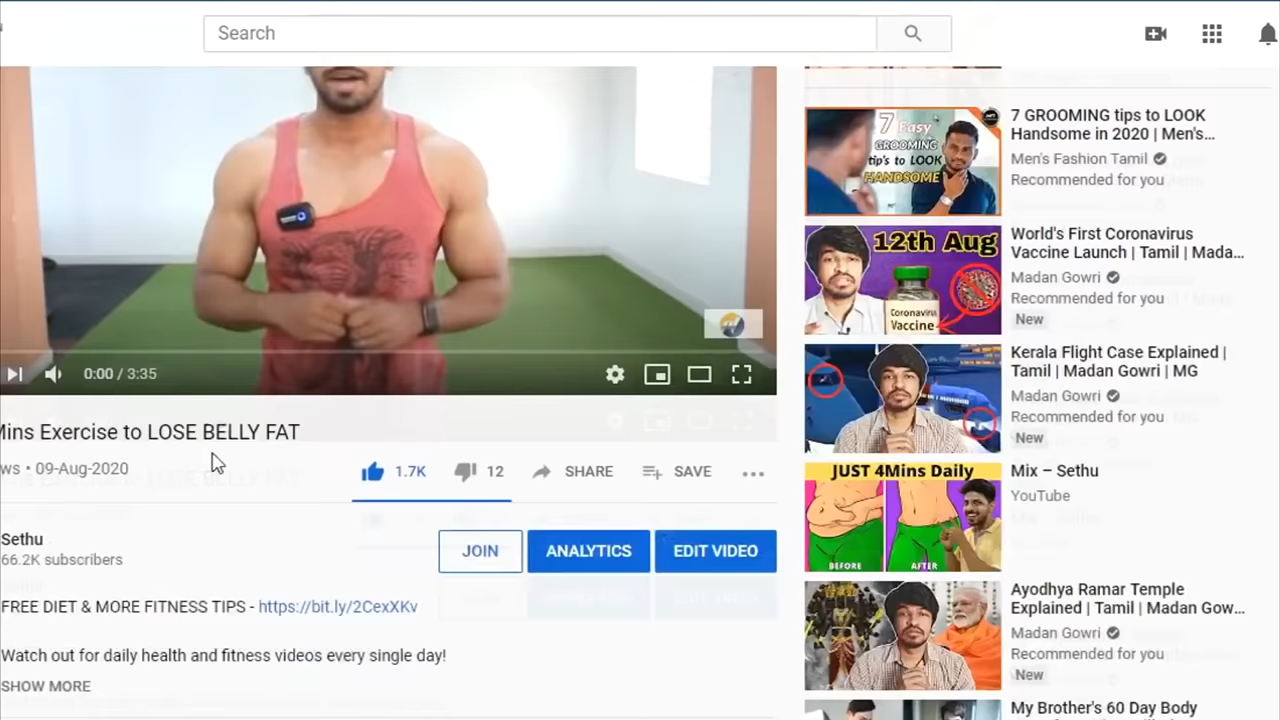 Search
0:00 / 3:35
Mins Exercise to LOSE BELLY FAT
ws • 09-Aug-2020
1.7K
12
SHARE
SAVE
Sethu
66.2K subscribers
JOIN
ANALYTICS
EDIT VIDEO
FREE DIET & MORE FITNESS TIPS - https://bit.ly/2CexXKv
Watch out for daily health and fitness videos every single day!
SHOW MORE
7 Easy
GROOMING
tip's to LOOK
HANDSOME
7 GROOMING tips to LOOK
Handsome in 2020 | Men's...
Men's Fashion Tamil
Recommended for you
12th Aug
Coronavirus
Vaccine
World's First Coronavirus
Vaccine Launch | Tamil | Mada...
Madan Gowri
Recommended for you
New
Kerala Flight Case Explained |
Tamil | Madan Gowri | MG
Madan Gowri
Recommended for you
New
JUST 4Mins Daily
BEFORE
AFTER
Mix – Sethu
YouTube
Ayodhya Ramar Temple
Explained | Tamil | Madan Gow...
Madan Gowri
Recommended for you
New
My Brother's 60 Day Body